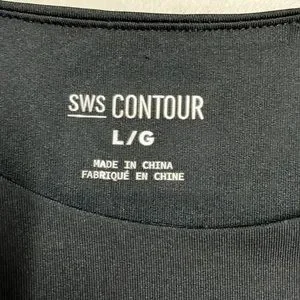 SWS CONTOUR
L/G
MADE IN CHINA
FABRIQUÉ EN CHINE